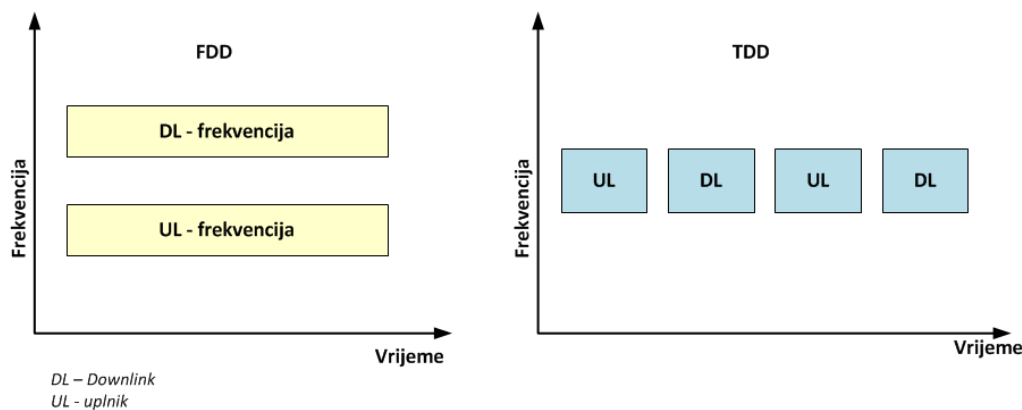 FDD
Frekvencija
DL - frekvencija
UL - frekvencija
Vrijeme
DL – Downlink
UL - uplnik
TDD
Frekvencija
UL
DL
UL
DL
Vrijeme